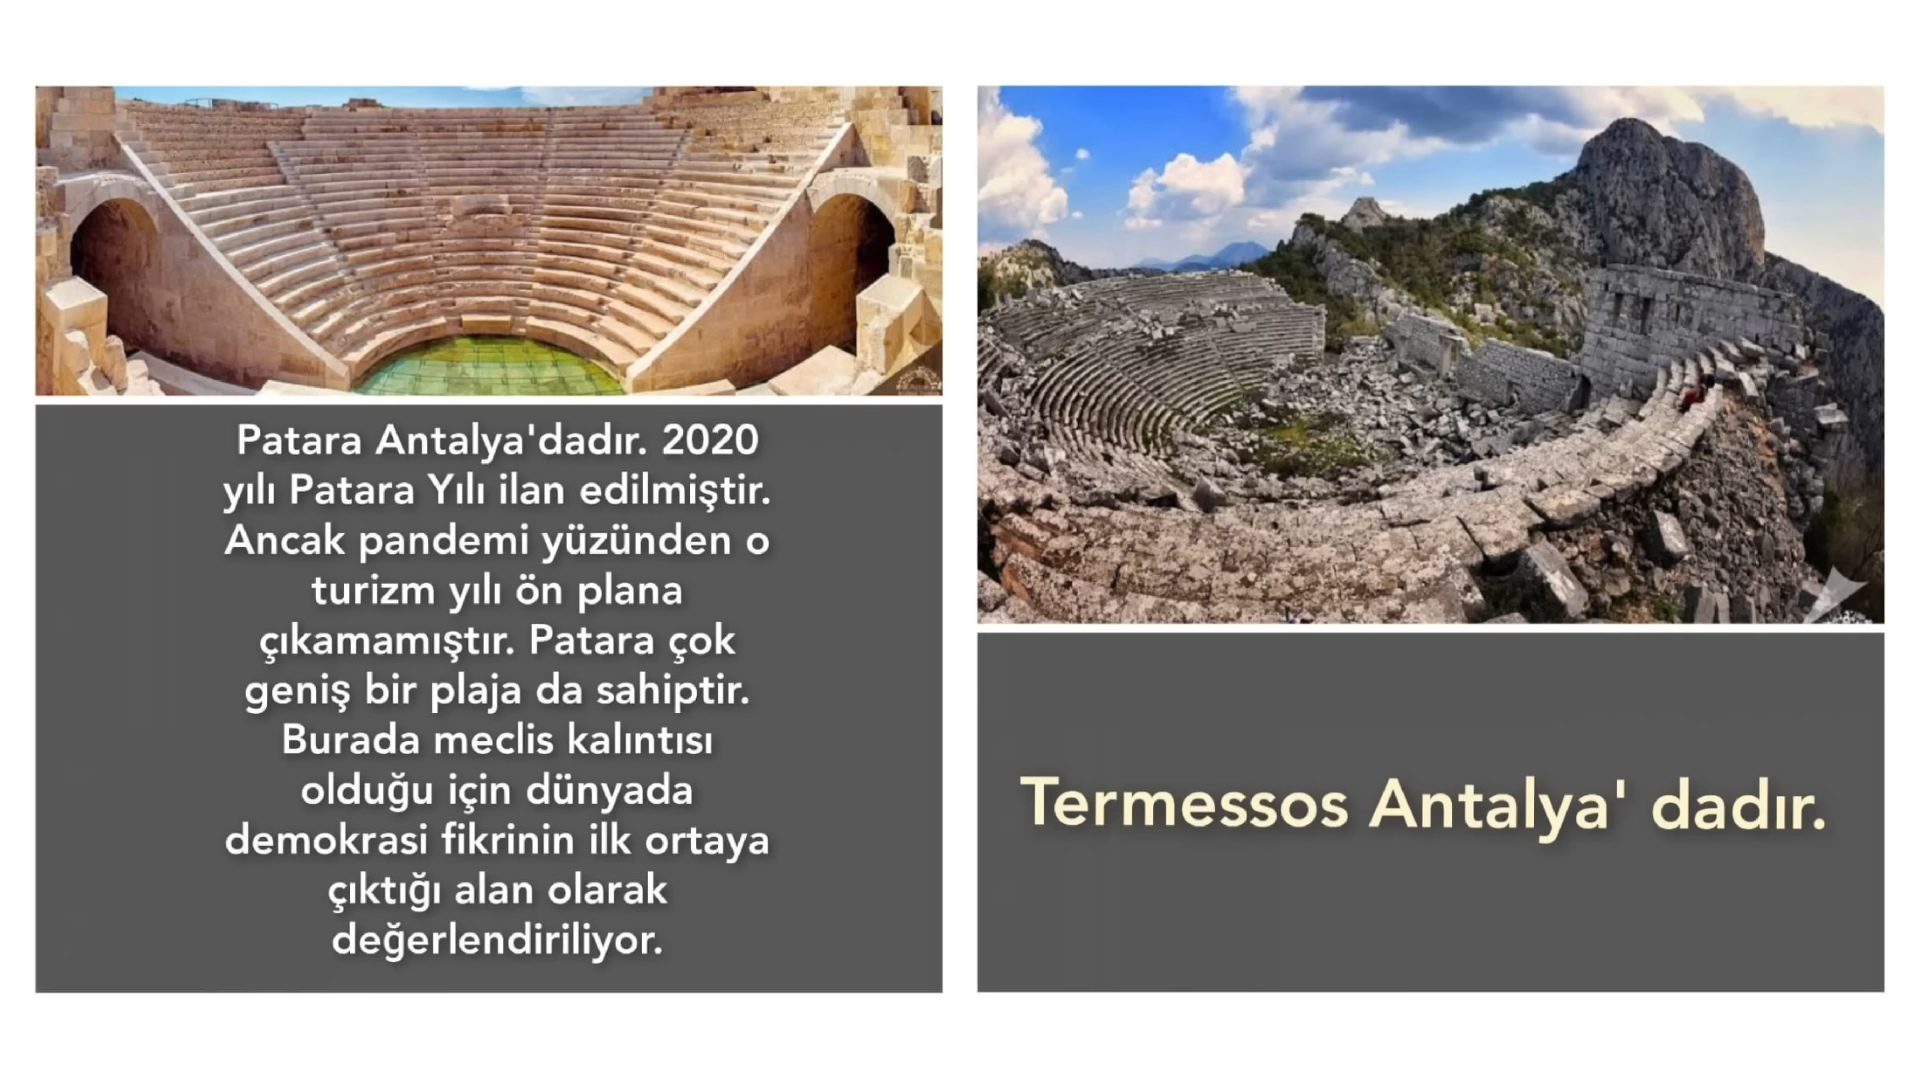 Patara Antalya'dadır. 2020
yılı Patara Yılı ilan edilmiştir.
Ancak pandemi yüzünden o
turizm yılı ön plana
çıkamamıştır. Patara çok
geniş bir plaja da sahiptir.
Burada meclis kalıntısı
olduğu için dünyada
demokrasi fikrinin ilk ortaya
çıktığı alan olarak
değerlendiriliyor.
Termessos Antalya' dadır.